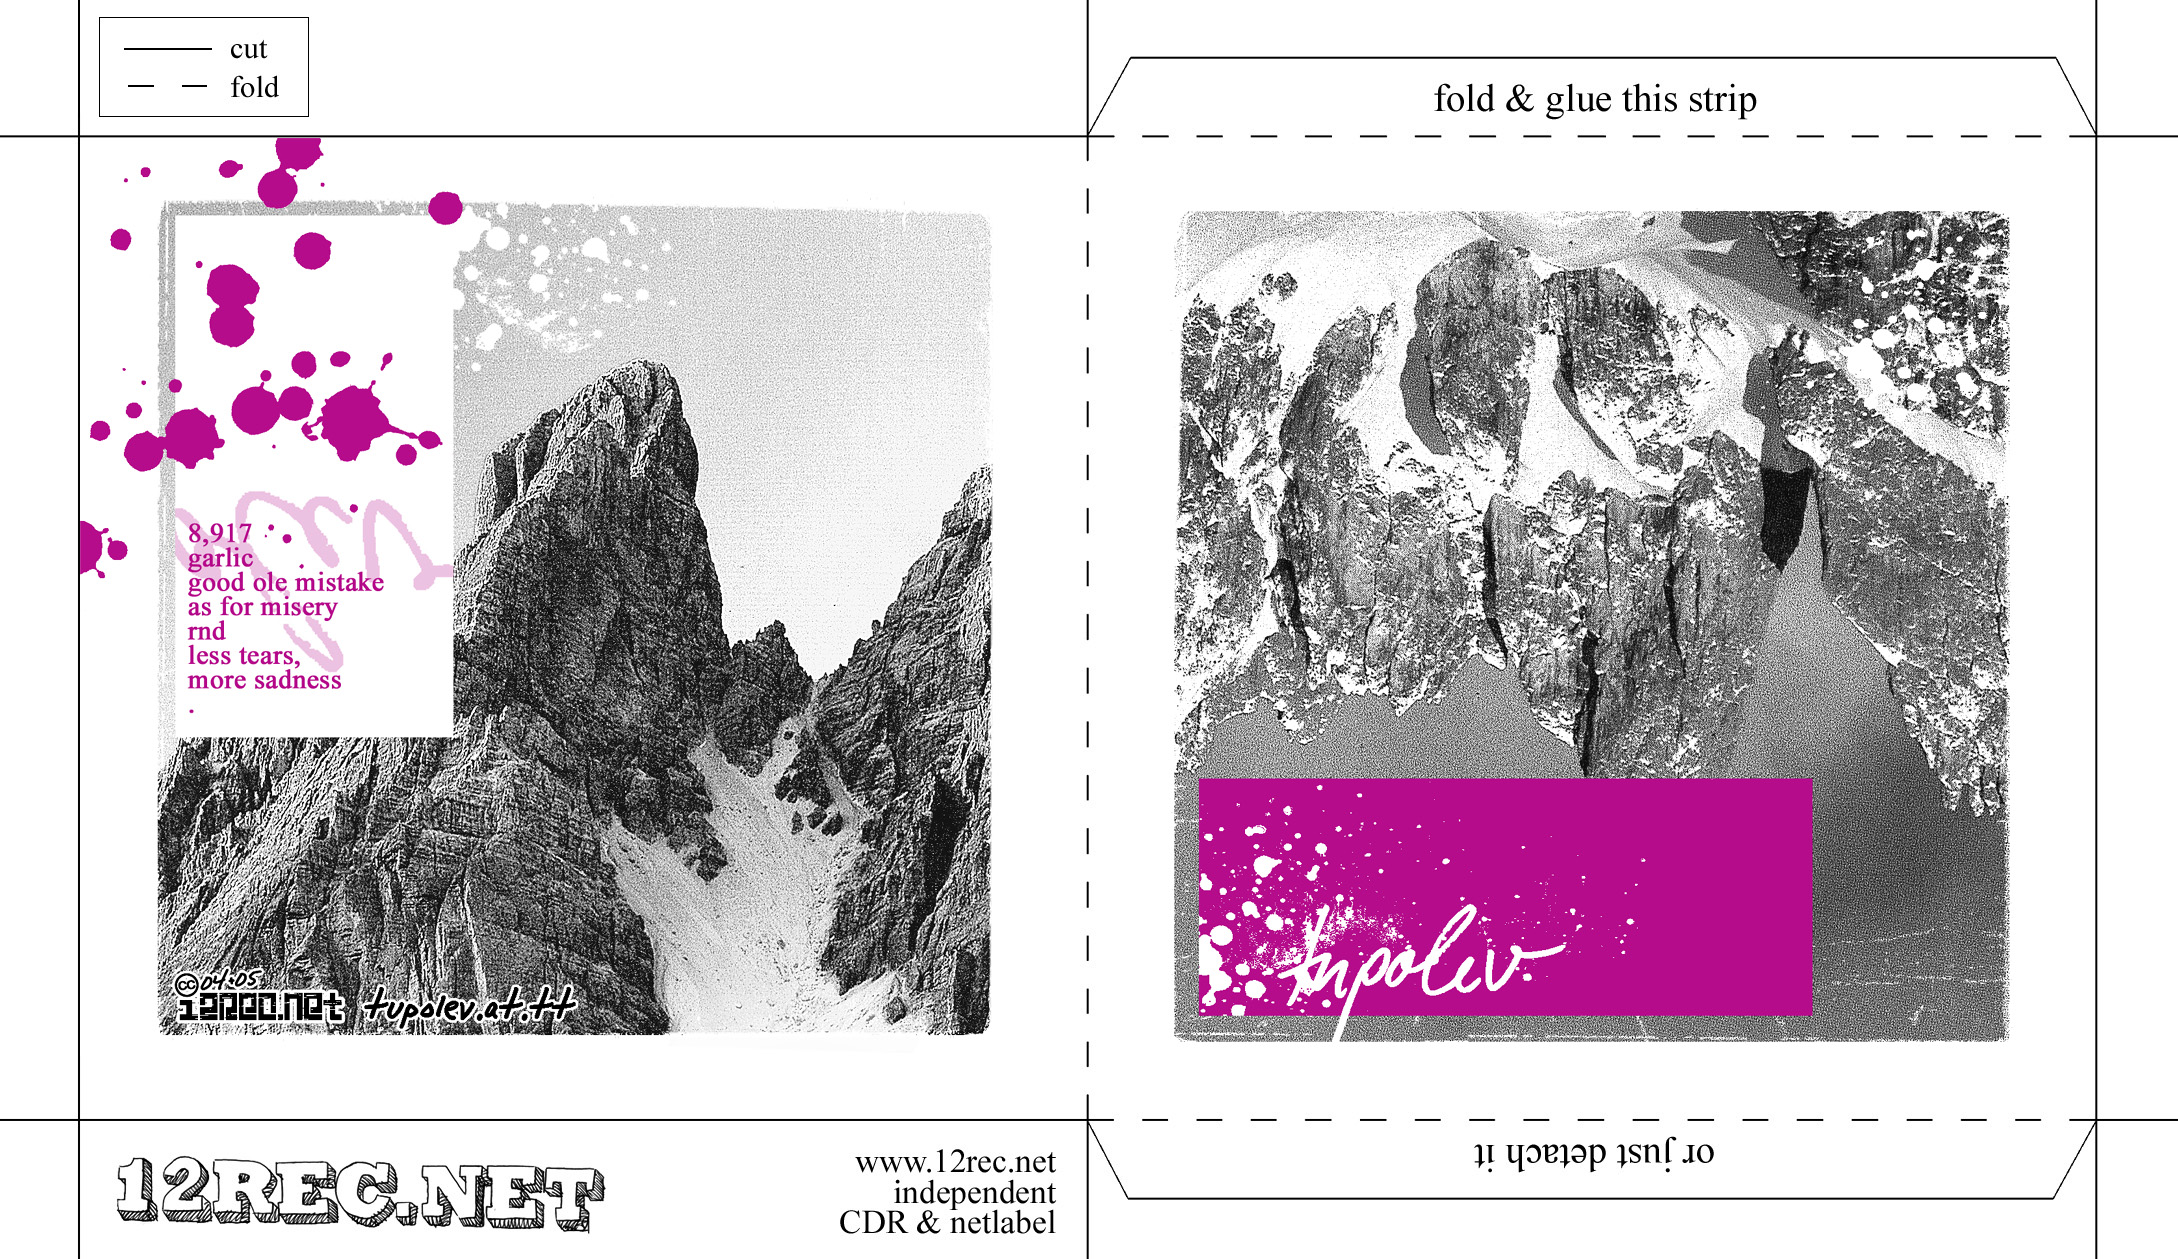 cut
fold
fold & glue this strip
8,917
garlic
good ole mistake
as for misery
rnd
less tears,
more sadness
.
cc 04.05
12rec.net tupolev.at.tt
tupolev
12REC.NET
www.12rec.net
independent
CDR & netlabel
or just detach it